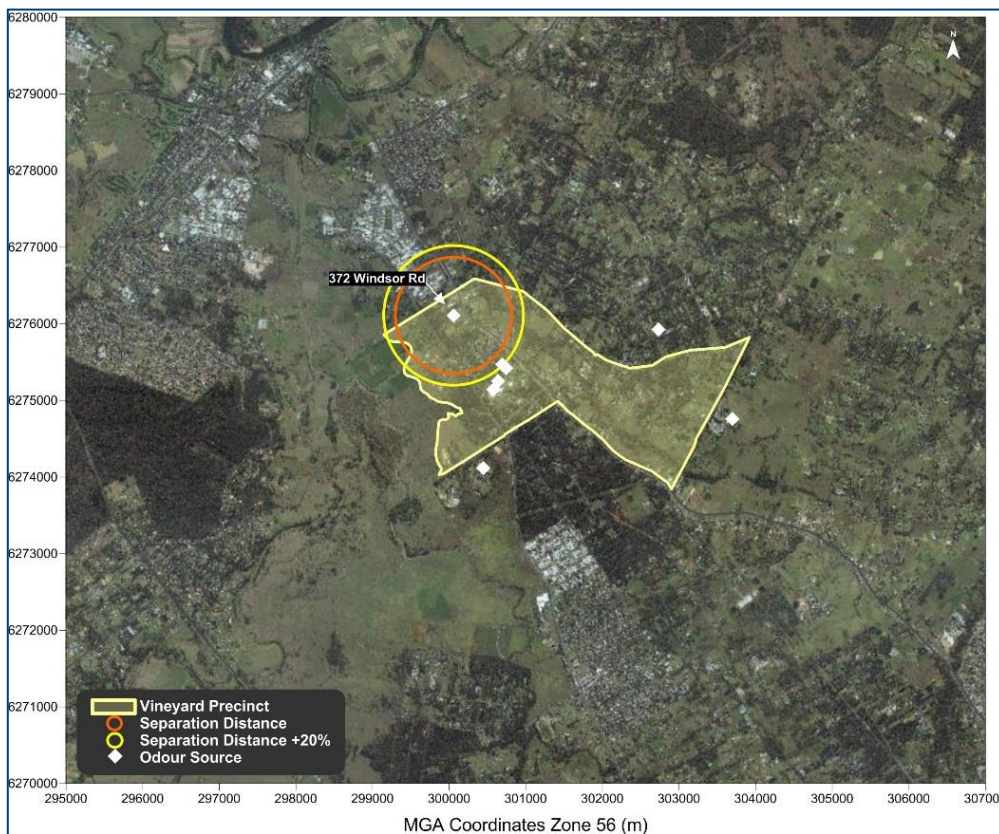 6280000
N
6279000
6278000
6277000
372 Windsor Rd
6276000
6275000
6274000
6273000
6272000
6271000
6270000
Vineyard Precinct
Separation Distance
Separation Distance +20%
Odour Source
295000 296000 297000 298000 299000 300000 301000 302000 303000 304000 305000 306000 3070
MGA Coordinates Zone 56 (m)